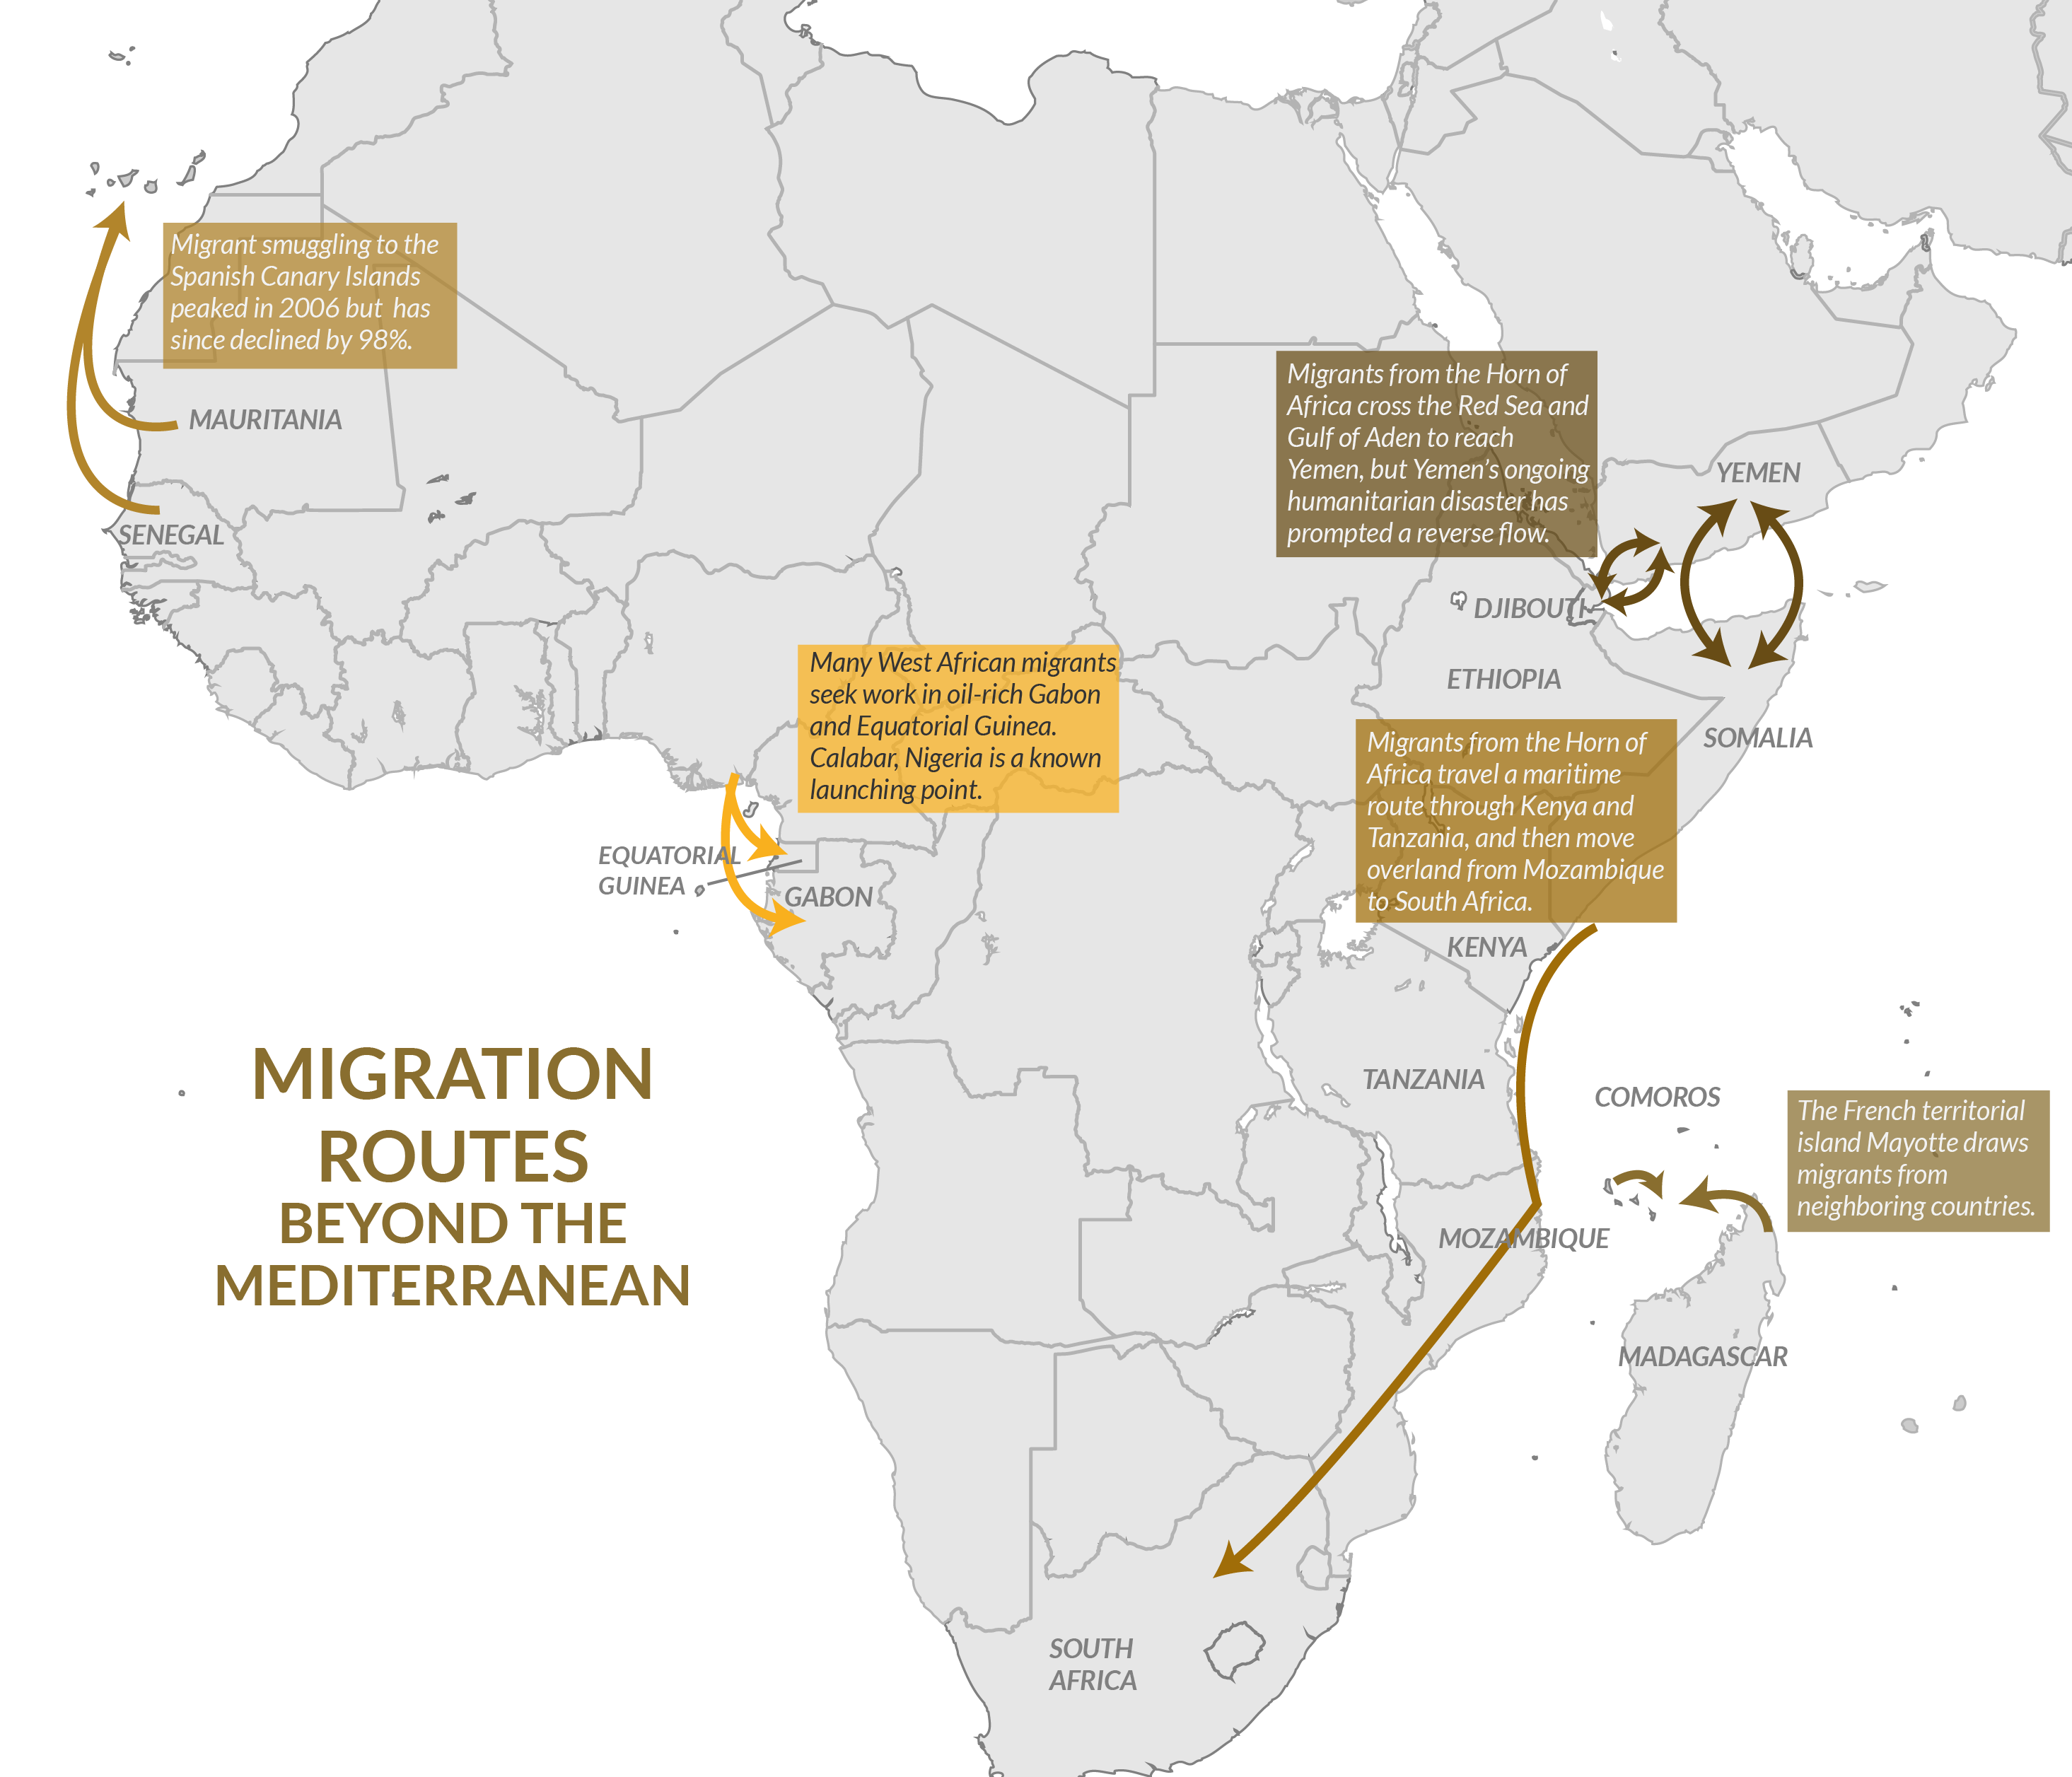 Migrant smuggling to the
Spanish Canary Islands
peaked in 2006 but has
since declined by 98%.
MAURITANIA
SENEGAL
Migrants from the Horn of
Africa cross the Red Sea and
Gulf of Aden to reach
Yemen, but Yemen's ongoing
humanitarian disaster has
prompted a reverse flow.
YEMEN
DJIBOUTI
ETHIOPIA
SOMALIA
Many West African migrants
seek work in oil-rich Gabon
and Equatorial Guinea.
Calabar, Nigeria is a known
launching point.
EQUATORIAL
GUINEA
GABON
Migrants from the Horn of
Africa travel a maritime
route through Kenya and
Tanzania, and then move
overland from Mozambique
to South Africa.
KENYA
TANZANIA
COMOROS
The French territorial
island Mayotte draws
migrants from
neighboring countries.
MOZAMBIQUE
MADAGASCAR
MIGRATION
ROUTES
BEYOND THE
MEDITERRANEAN
SOUTH
AFRICA